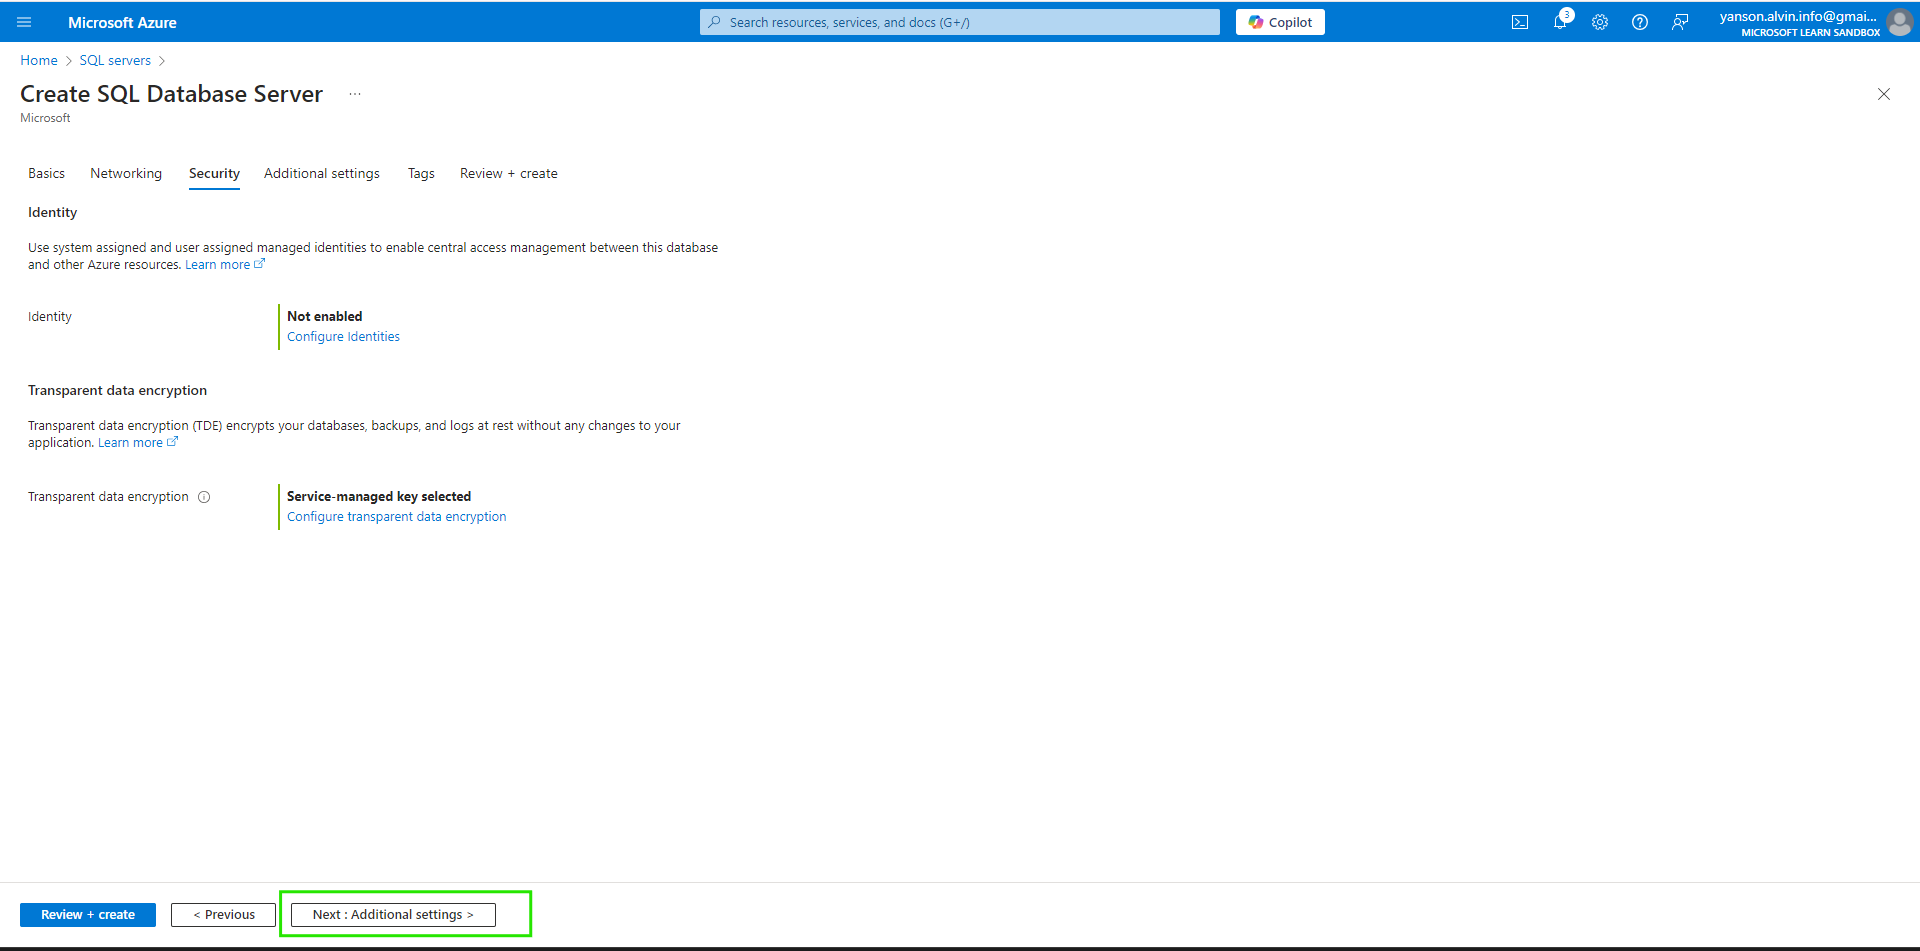 Microsoft Azure
Search resources, services, and docs (G+/)
Copilot
3
yanson.alvin.info@gmai...
MICROSOFT LEARN SANDBOX
Home > SQL servers >
Create SQL Database Server ...
Microsoft
Basics Networking Security Additional settings Tags Review + create
Identity
Use system assigned and user assigned managed identities to enable central access management between this database
and other Azure resources. Learn more
Identity
Not enabled
Configure Identities
Transparent data encryption
Transparent data encryption (TDE) encrypts your databases, backups, and logs at rest without any changes to your
application. Learn more
Transparent data encryption
Service-managed key selected
Configure transparent data encryption
Review + create
< Previous
Next : Additional settings >